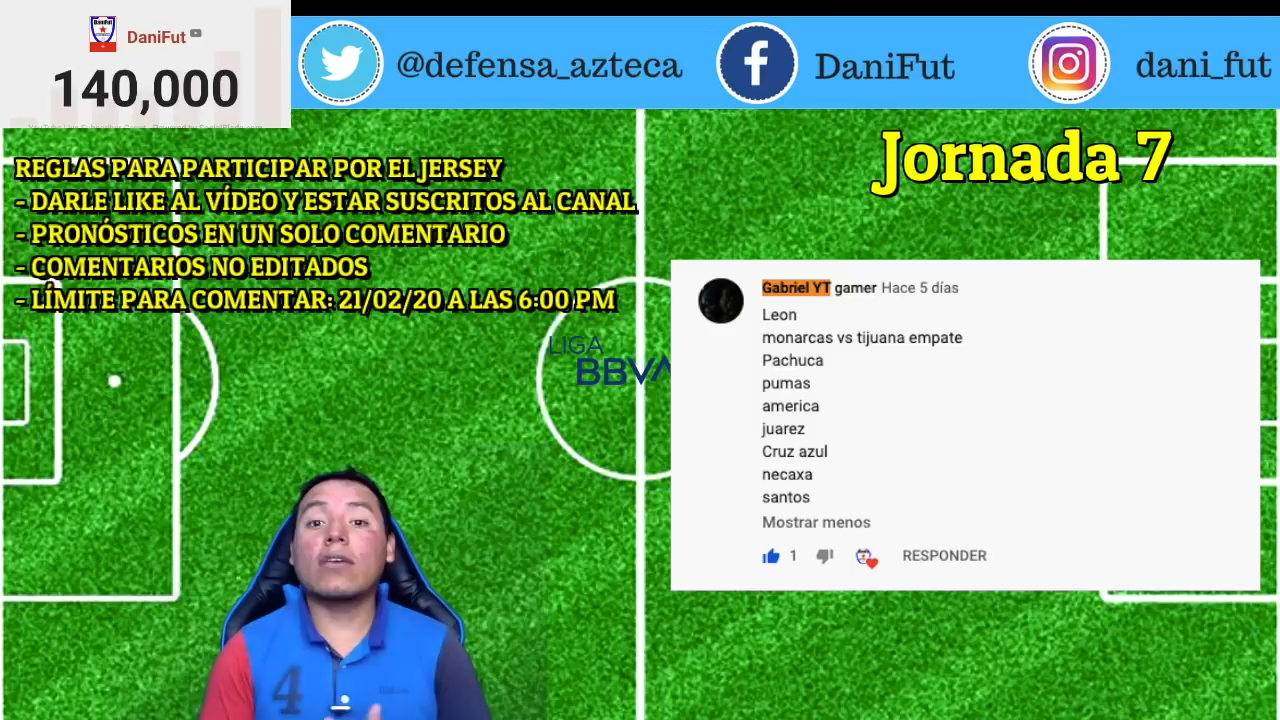 DaniFut
140,000
@defensa_azteca
DaniFut
dani_fut
REGLAS PARA PARTICIPAR POR EL JERSEY
- DARLE LIKE AL VÍDEO Y ESTAR SUSCRITOS AL CANAL
- PRONÓSTICOS EN UN SOLO COMENTARIO
- COMENTARIOS NO EDITADOS
- LÍMITE PARA COMENTAR: 21/02/20 A LAS 6:00 PM
Jornada 7
LIGA
BBVA
Gabriel YT gamer Hace 5 días
Leon
monarcas vs tijuana empate
Pachuca
pumas
america
juarez
Cruz azul
necaxa
santos
Mostrar menos
1
RESPONDER
4